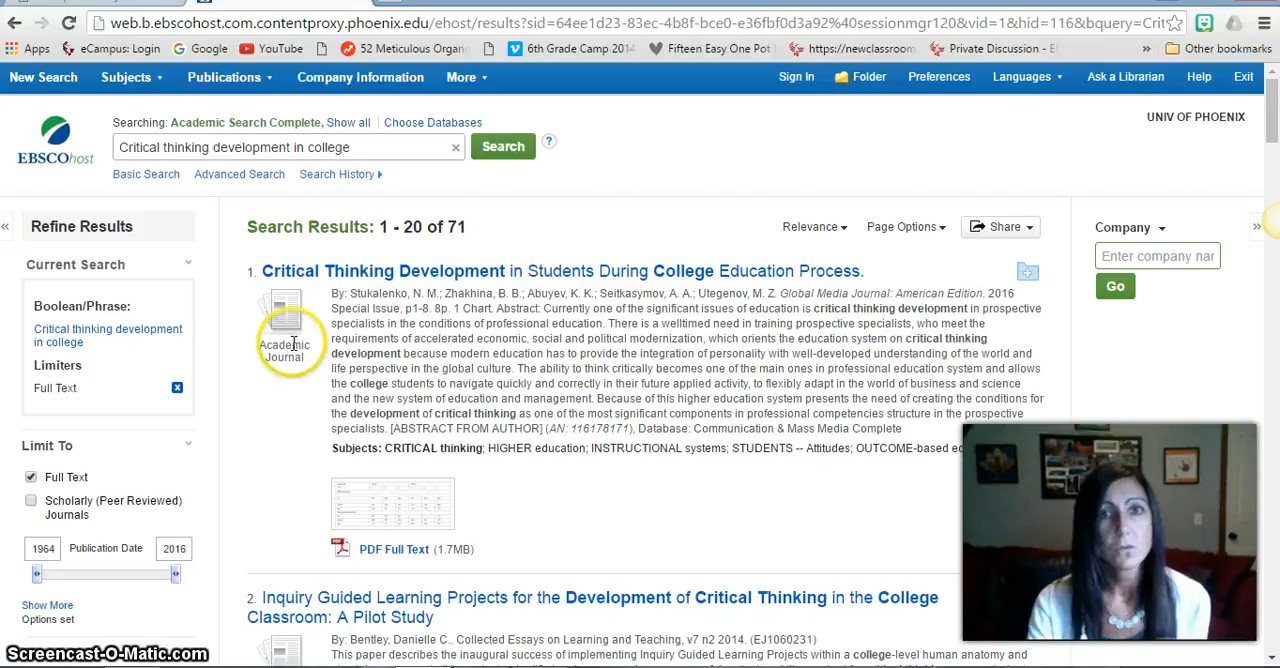 web.b.ebscohost.com.contentproxy.phoenix.edu/ehost/results?sid=64ee1d23-83ec-4b8f-bce0-e36fbf0d3a92%40sessionmgr120&vid=1&hid=116&bquery=Crit
Apps eCampus: Login Google YouTube 52 Meticulous Organ 6th Grade Camp 2014 Fifteen Easy One Pot https://newclassroom Private Discussion - E » Other bookmarks
New Search Subjects Publications Company Information More Sign In Folder Preferences Languages Ask a Librarian Help Exit
Searching: Academic Search Complete, Show all Choose Databases
UNIV OF PHOENIX
EBSCOhost
Critical thinking development in college × Search ?
Basic Search Advanced Search Search History
« Refine Results
Current Search
Boolean/Phrase:
Critical thinking development
in college
Limiters
Full Text
Limit To
Full Text
Scholarly (Peer Reviewed)
Journals
1964 Publication Date 2016
Show More
Options set
Search Results: 1 - 20 of 71
Relevance Page Options Share
1. Critical Thinking Development in Students During College Education Process.
Academic
Journal
By: Stukalenko, N. M.; Zhakhina, B. B.; Abuyev, K. K.; Seitkasymov, A. A.; Utegenov, M. Z. Global Media Journal: American Edition. 2016
Special Issue, p1-8. 8p. 1 Chart. Abstract: Currently one of the significant issues of education is critical thinking development in prospective
specialists in the conditions of professional education. There is a welltimed need in training prospective specialists, who meet the
requirements of accelerated economic, social and political modernization, which orients the education system on critical thinking
development because modern education has to provide the integration of personality with well-developed understanding of the world and
life perspective in the global culture. The ability to think critically becomes one of the main ones in professional education system and allows
the college students to navigate quickly and correctly in their future applied activity, to flexibly adapt in the world of business and science
and the new system of education and management. Because of this higher education system presents the need of creating the conditions for
the development of critical thinking as one of the most significant components in professional competencies structure in the prospective
specialists. [ABSTRACT FROM AUTHOR] (AN: 116178171), Database: Communication & Mass Media Complete
Subjects: CRITICAL thinking; HIGHER education; INSTRUCTIONAL systems; STUDENTS -- Attitudes; OUTCOME-based ed
PDF Full Text (1.7MB)
2. Inquiry Guided Learning Projects for the Development of Critical Thinking in the College
Classroom: A Pilot Study
By: Bentley, Danielle C.. Collected Essays on Learning and Teaching, v7 n2 2014. (EJ1060231)
This paper describes the inaugural success of implementing Inquiry Guided Learning Projects within a college-level human anatomy and
Company
»
Enter company nar
Go
Screencast-O-Matic.com